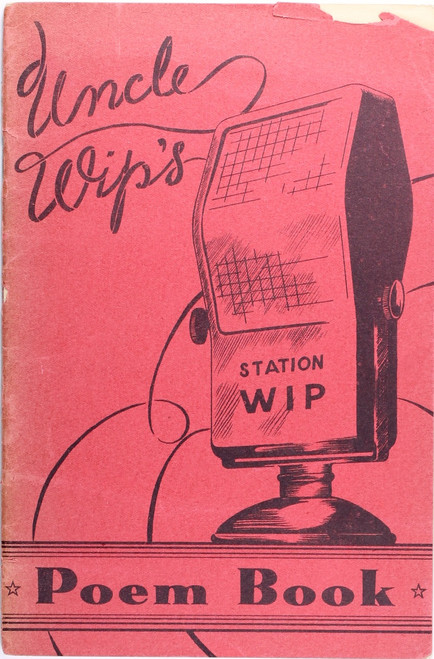 Uncle
Wip's
STATION
WIP
☆ Poem Book ☆